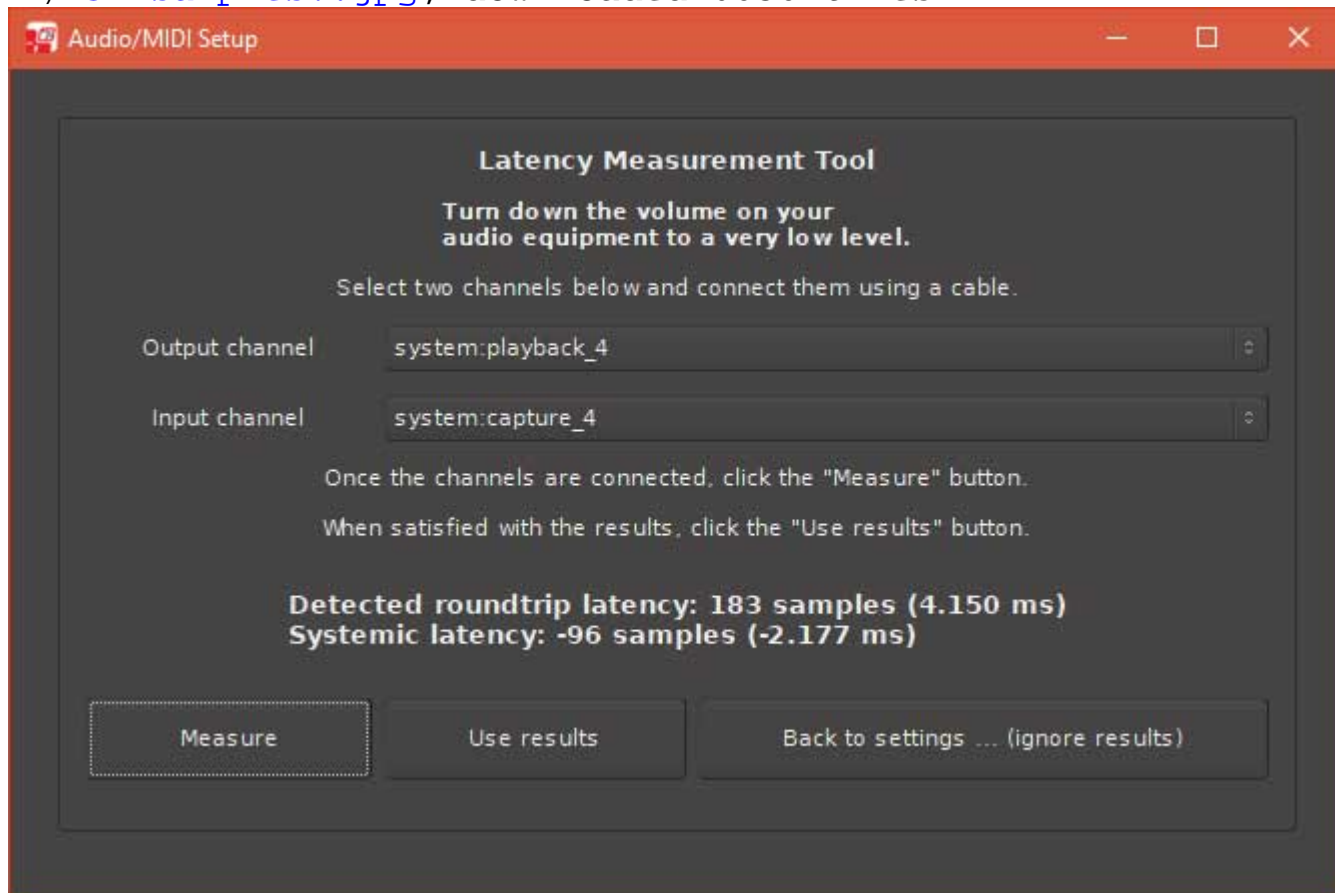 Audio/MIDI Setup
Latency Measurement Tool
Turn down the volume on your
audio equipment to a very low level.
Select two channels below and connect them using a cable.
Output channel system:playback_4
Input channel system:capture_4
Once the channels are connected, click the "Measure" button.
When satisfied with the results, click the "Use results" button.
Detected roundtrip latency: 183 samples (4.150 ms)
Systemic latency: -96 samples (-2.177 ms)
Measure Use results Back to settings ... (ignore results)